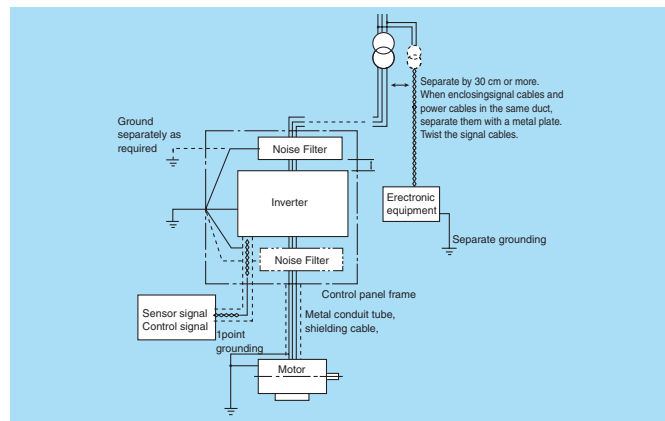 Separate by 30 cm or more.
When enclosingsignal cables and
power cables in the same duct,
separate them with a metal plate.
Twist the signal cables.
Ground
separately as
required
Noise Filter
Inverter
Erectronic
equipment
Separate grounding
Noise Filter
Control panel frame
Sensor signal
Control signal
Metal conduit tube,
shielding cable,
1point
grounding
Motor